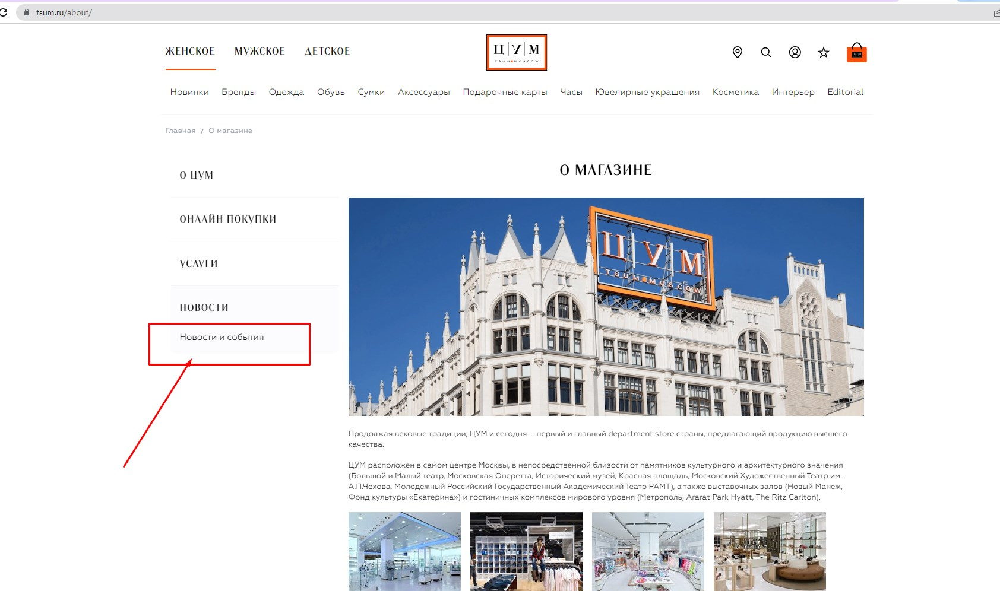 tsum.ru/about/
ЖЕНСКОЕ МУЖСКОЕ ДЕТСКОЕ
ЦУМ
TSUM MOSCOW
Новинки Бренды Одежда Обувь Сумки Аксессуары Подарочные карты Часы Ювелирные украшения Косметика Интерьер Editorial
Главная / О магазине
О ЦУМ
ОНЛАЙН ПОКУПКИ
УСЛУГИ
НОВОСТИ
Новости и события
О МАГАЗИНЕ
ЦУМ
TSUM MOSCOW
Продолжая вековые традиции, ЦУМ и сегодня – первый и главный department store страны, предлагающий продукцию высшего
качества.
ЦУМ расположен в самом центре Москвы, в непосредственной близости от памятников культурного и архитектурного значения
(Большой и Малый театр, Московская Оперетта, Исторический музей, Красная площадь, Московский Художественный Театр им.
А.П.Чехова, Молодежный Российский Государственный Академический Театр РАМТ), а также выставочных залов (Новый Манеж,
Фонд культуры «Екатерина») и гостиничных комплексов мирового уровня (Метрополь, Ararat Park Hyatt, The Ritz Carlton).